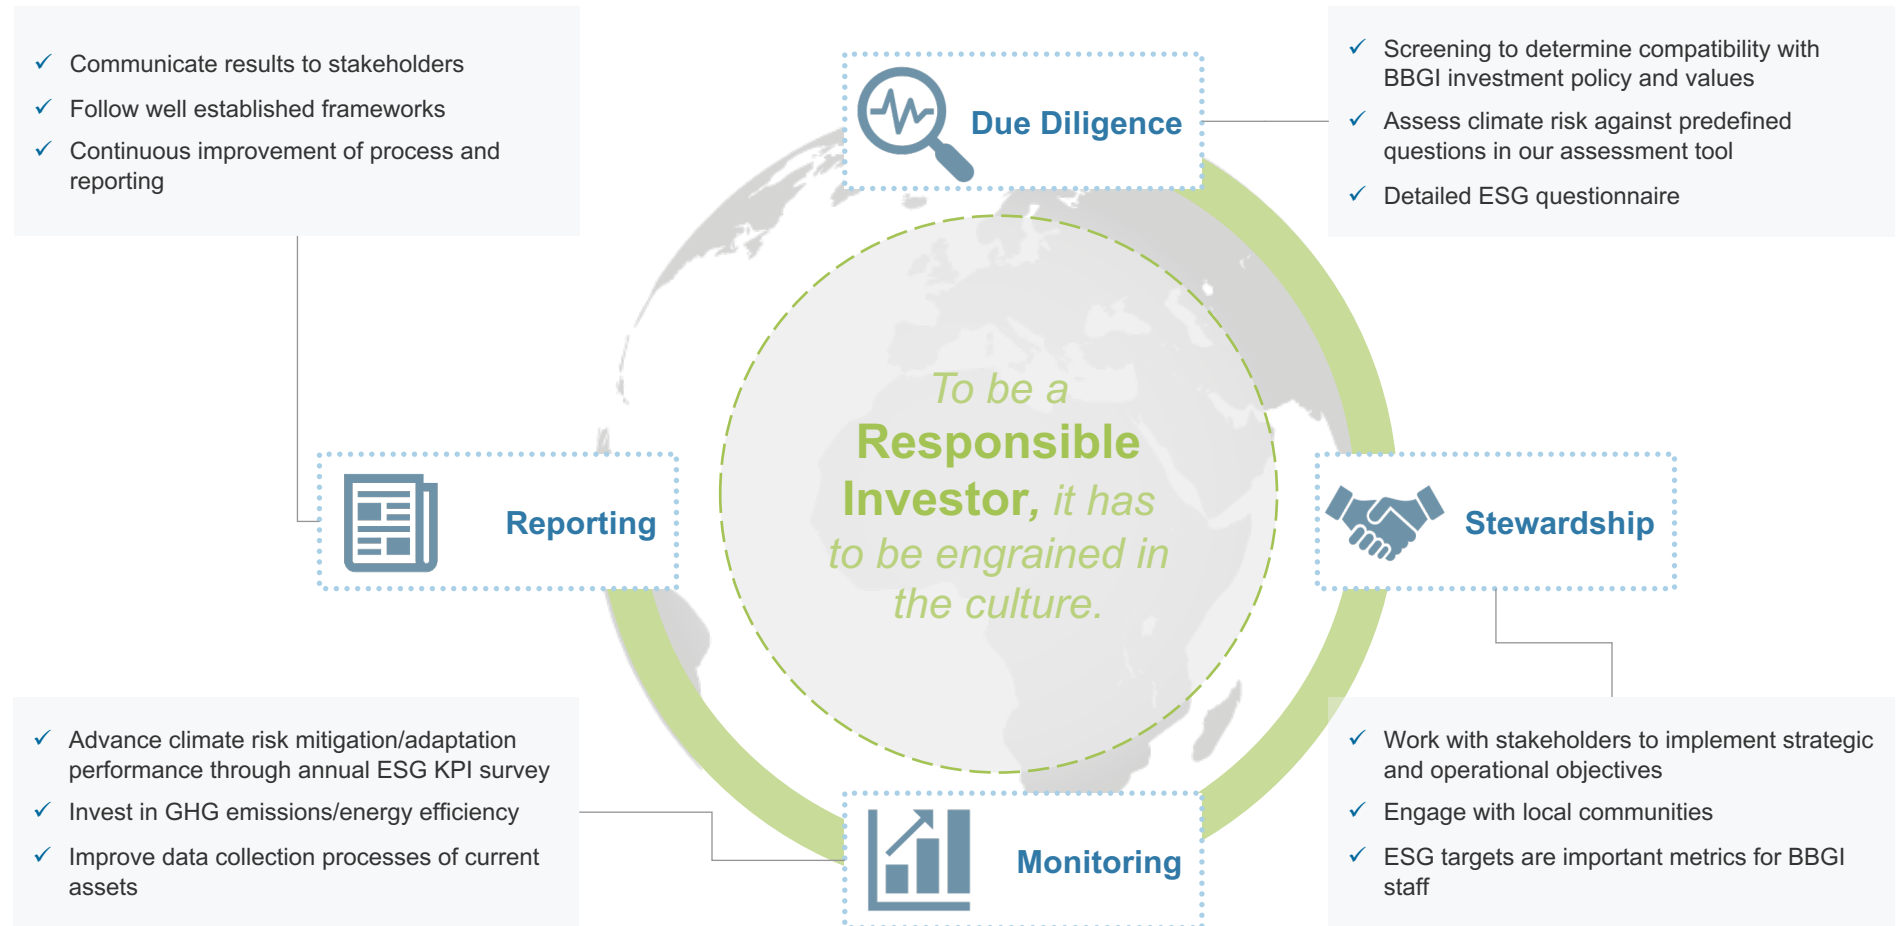 ✓ Communicate results to stakeholders
✓ Follow well established frameworks
✓ Continuous improvement of process and
reporting
Due Diligence
✓ Screening to determine compatibility with
BBGI investment policy and values
✓ Assess climate risk against predefined
questions in our assessment tool
✓ Detailed ESG questionnaire
To be a
Responsible
Investor, it has
to be engrained in
the culture.
Reporting
Stewardship
✓ Advance climate risk mitigation/adaptation
performance through annual ESG KPI survey
✓ Invest in GHG emissions/energy efficiency
✓ Improve data collection processes of current
assets
Monitoring
✓ Work with stakeholders to implement strategic
and operational objectives
✓ Engage with local communities
✓ ESG targets are important metrics for BBGI
staff